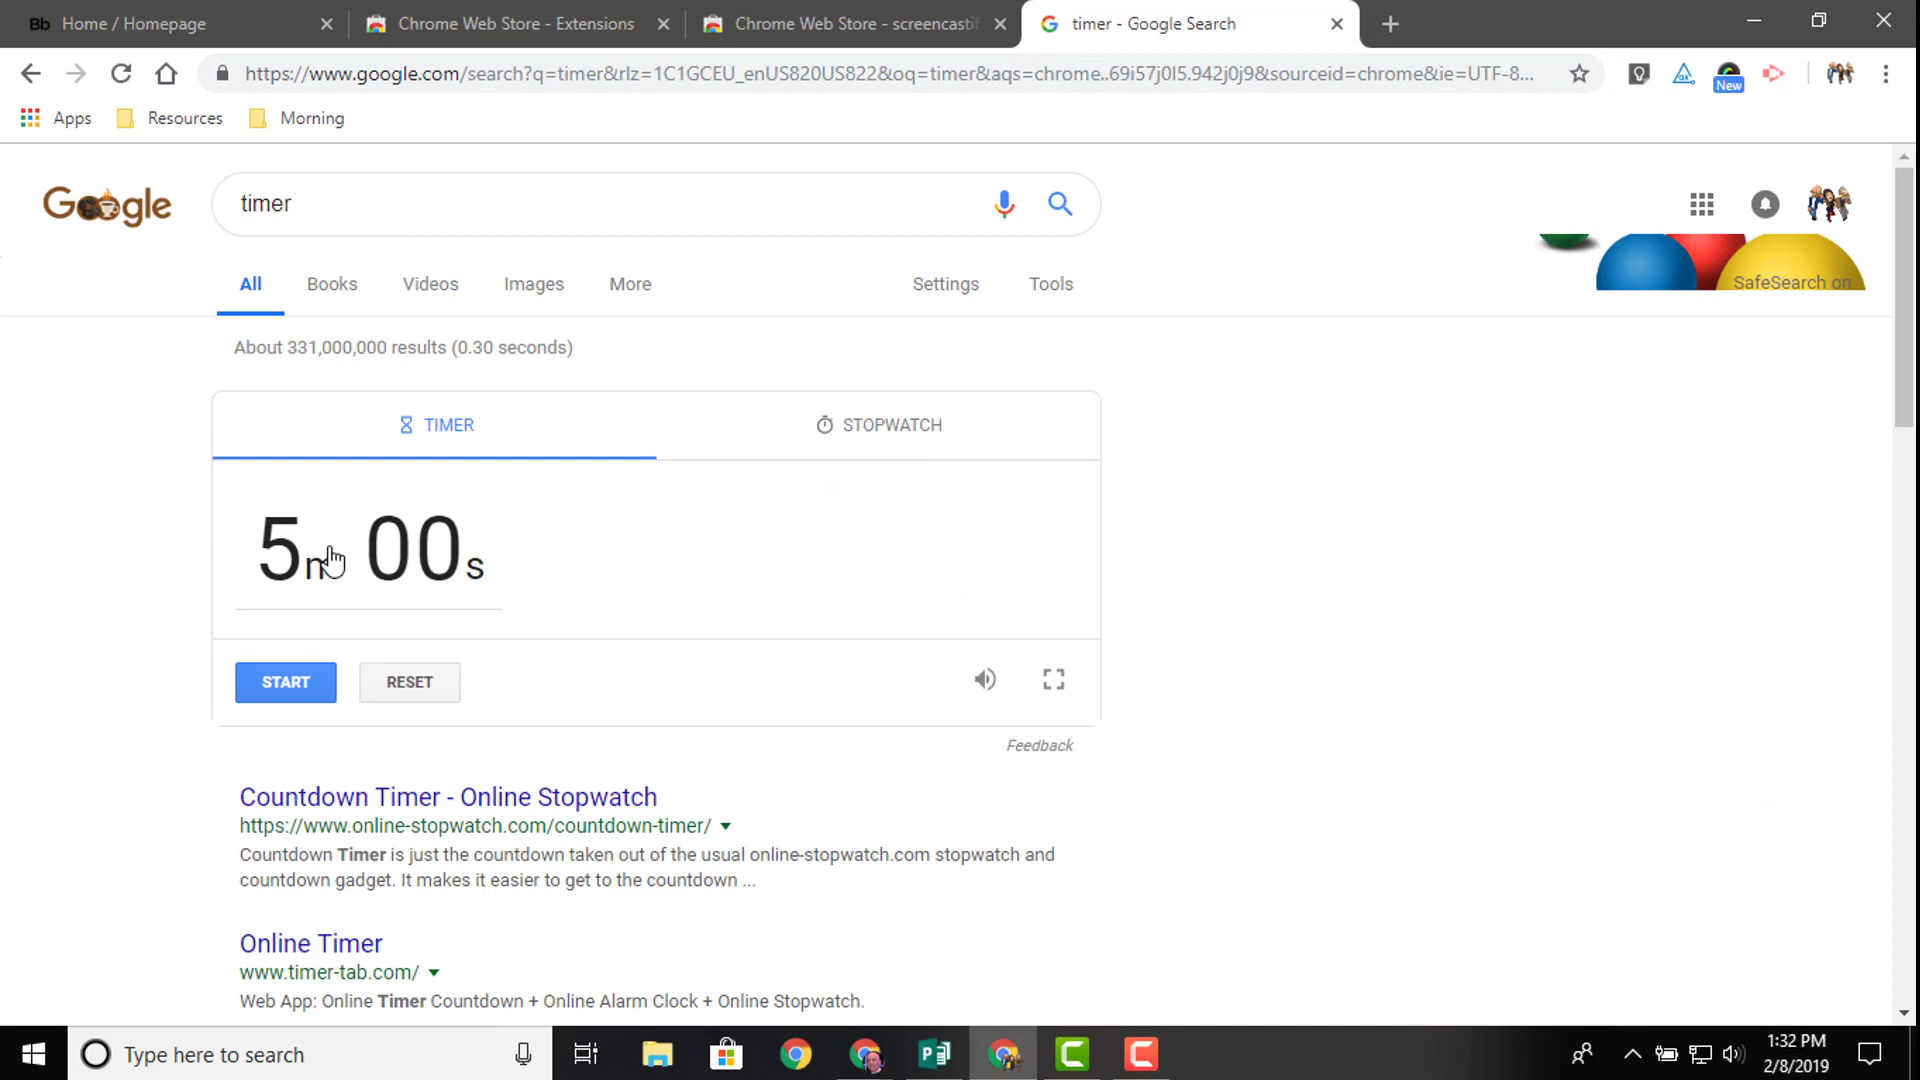 Bb Home / Homepage
Chrome Web Store - Extensions
Chrome Web Store - screencastif
timer - Google Search
https://www.google.com/search?q=timer&rlz=1C1GCEU_enUS820US822&oq=timer&aqs=chrome..69i57j0l5.942j0j9&sourceid=chrome&ie=UTF-8...
New
Apps
Resources
Morning
Google
timer
All
Books
Videos
Images
More
Settings
Tools
SafeSearch on
About 331,000,000 results (0.30 seconds)
TIMER
STOPWATCH
5m 00s
START
RESET
Feedback
Countdown Timer - Online Stopwatch
https://www.online-stopwatch.com/countdown-timer/
Countdown Timer is just the countdown taken out of the usual online-stopwatch.com stopwatch and
countdown gadget. It makes it easier to get to the countdown ...
Online Timer
www.timer-tab.com/
Web App: Online Timer Countdown + Online Alarm Clock + Online Stopwatch.
Type here to search
1:32 PM
2/8/2019